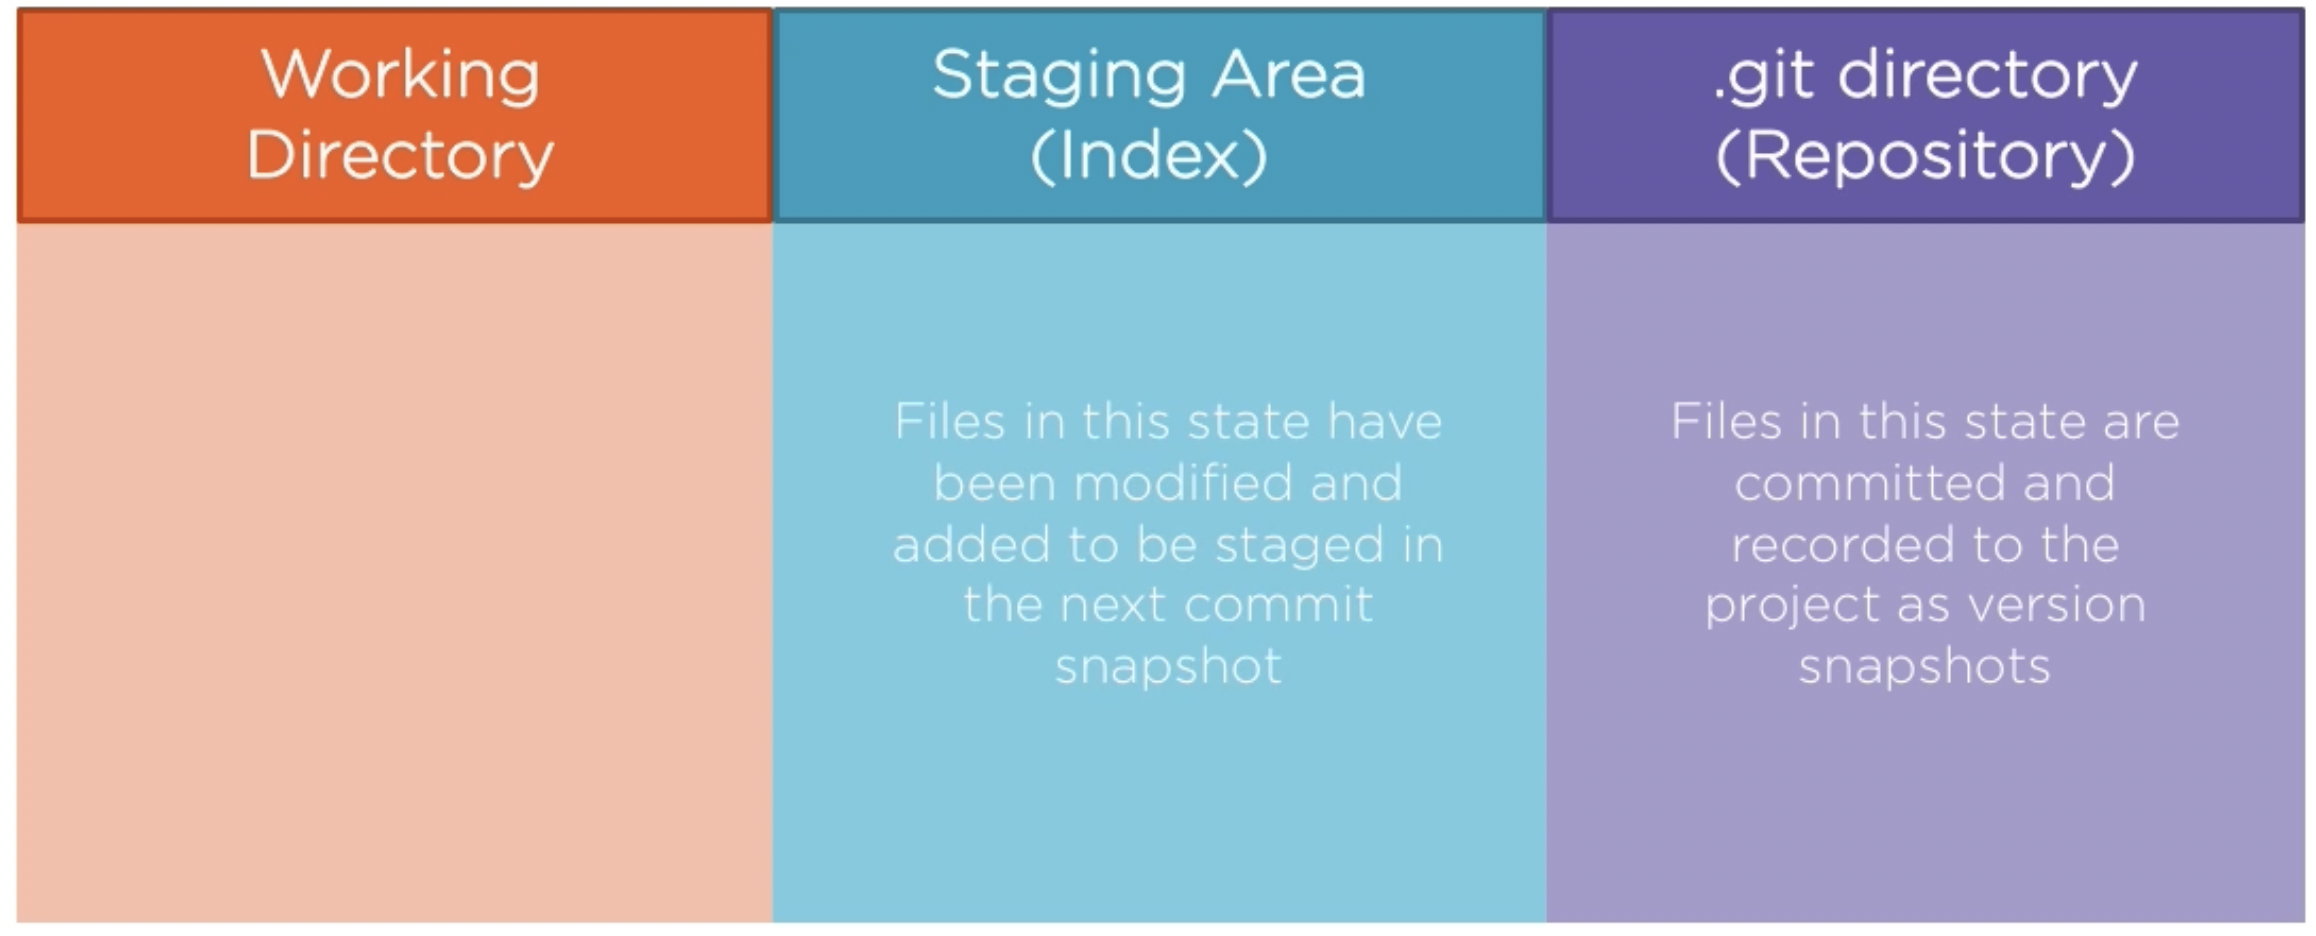 Working
Directory
Staging Area
(Index)
.git directory
(Repository)
Files in this state have
been modified and
added to be staged in
the next commit
snapshot
Files in this state are
committed and
recorded to the
project as version
snapshots